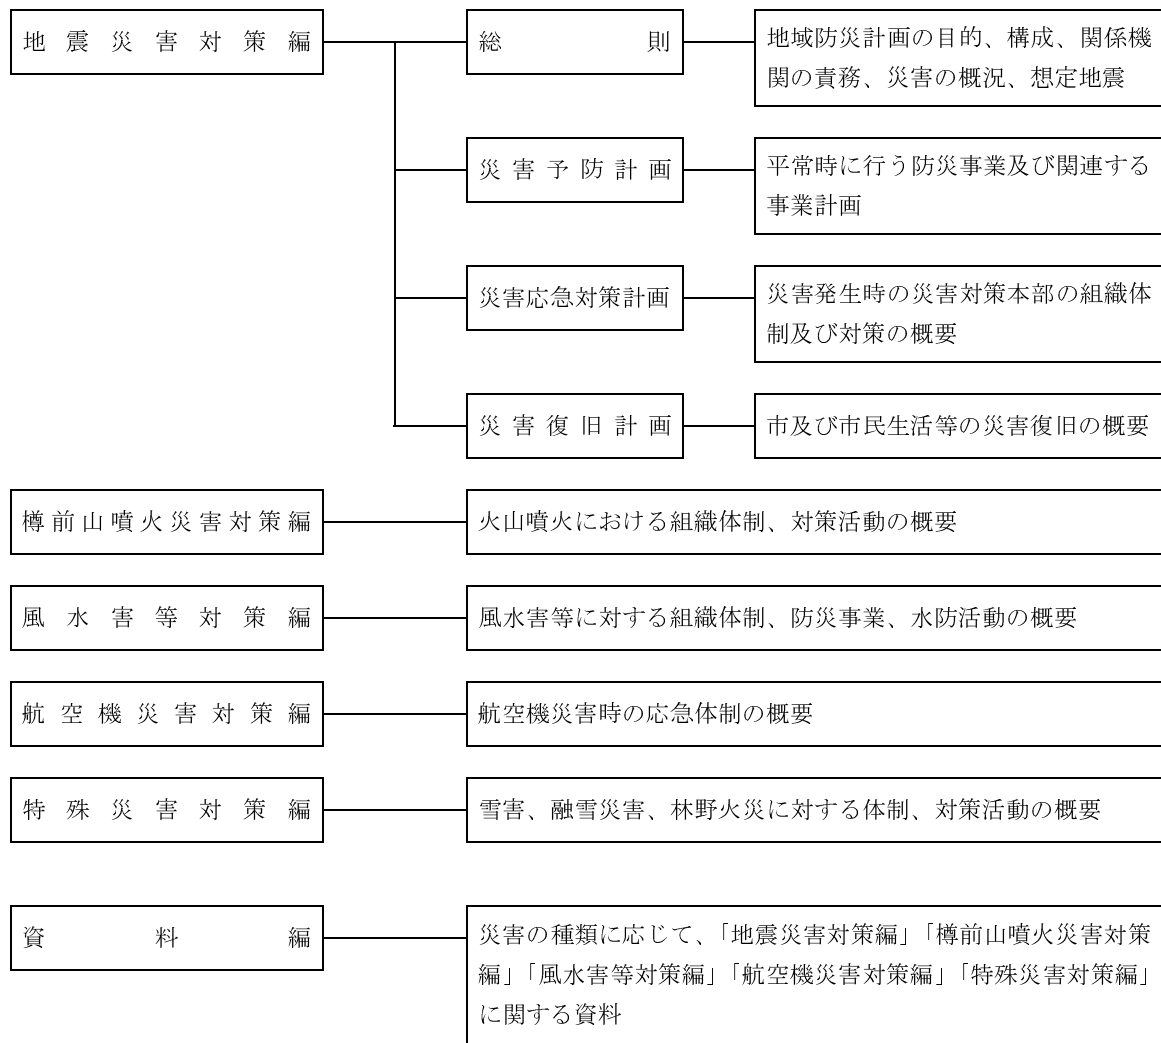 地震災害対策編
総則
地域防災計画の目的、構成、関係機
関の責務、災害の概況、想定地震
災害予防計画
平常時に行う防災事業及び関連する
事業計画
災害応急対策計画
災害発生時の災害対策本部の組織体
制及び対策の概要
災害復旧計画
市及び市民生活等の災害復旧の概要
樽前山噴火災害対策編
火山噴火における組織体制、対策活動の概要
風水害等対策編
風水害等に対する組織体制、防災事業、水防活動の概要
航空機災害対策編
航空機災害時の応急体制の概要
特殊災害対策編
雪害、融雪災害、林野火災に対する体制、対策活動の概要
資料編
災害の種類に応じて、「地震災害対策編」「樽前山噴火災害対策
編」「風水害等対策編」「航空機災害対策編」「特殊災害対策編」
に関する資料